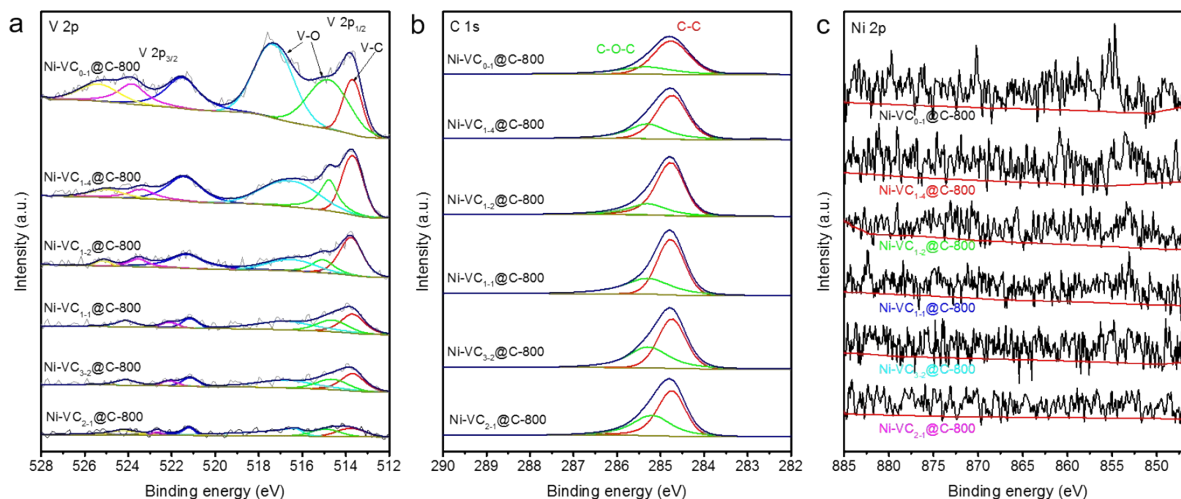 a
V 2p
V 2p3/2
V-O
V 2p1/2
V-C
Ni-VC0-1@C-800
Ni-VC1-4@C-800
Ni-VC1-2@C-800
Ni-VC1-1@C-800
Ni-VC3-2@C-800
Ni-VC2-1@C-800
Intensity (a.u.)
528 526 524 522 520 518 516 514 512
Binding energy (eV)
b
C 1s
C-O-C
C-C
Ni-VC0-1@C-800
Ni-VC1-4@C-800
Ni-VC1-2@C-800
Ni-VC1-1@C-800
Ni-VC3-2@C-800
Ni-VC2-1@C-800
Intensity (a.u.)
290 289 288 287 286 285 284 283 282
Binding energy (eV)
c
Ni 2p
Ni-VC0-1@C-800
Ni-VC1-4@C-800
Ni-VC1-2@C-800
Ni-VC1-1@C-800
Ni-VC3-2@C-800
Ni-VC2-1@C-800
Intensity (a.u.)
885 880 875 870 865 860 855 850
Binding energy (eV)